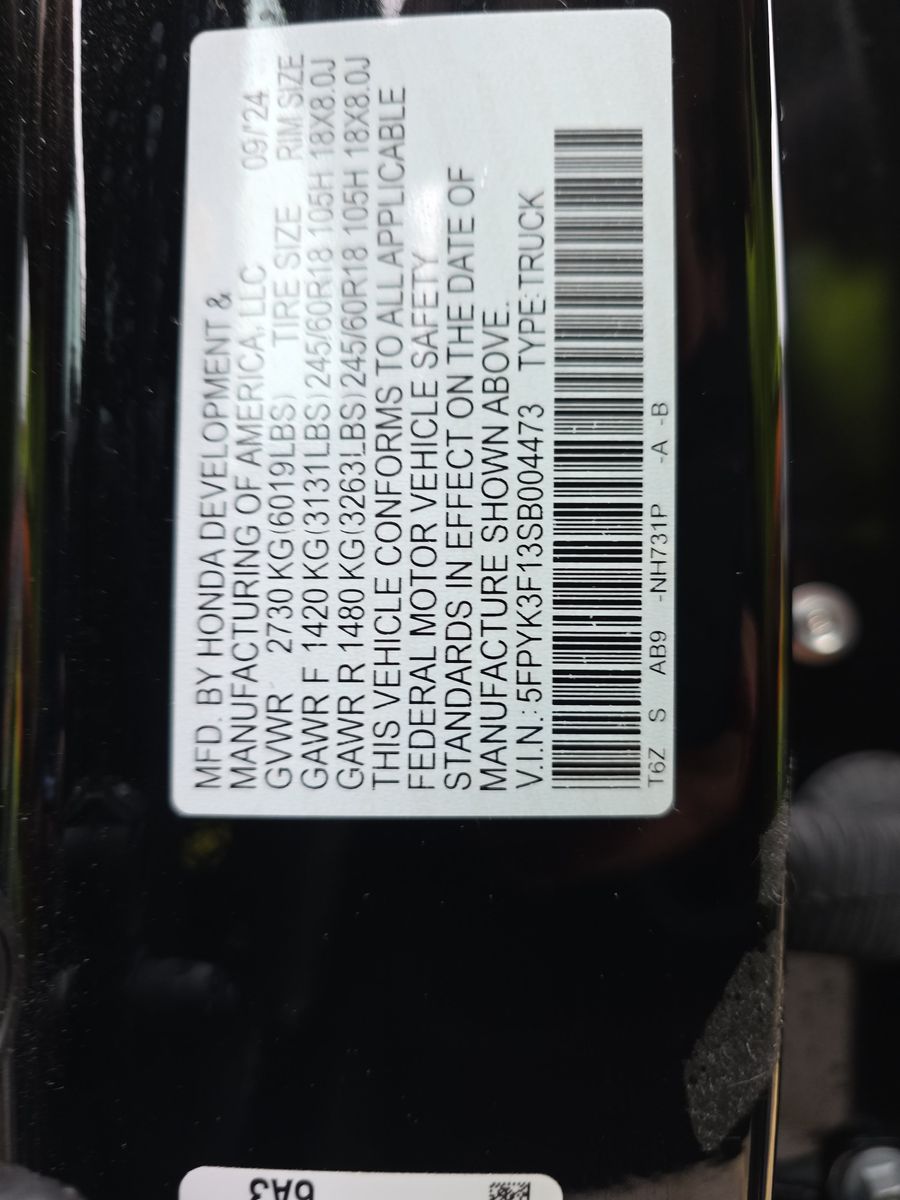 MFD. BY HONDA DEVELOPMENT &
MANUFACTURING OF AMERICA, LLC 09/'24
GVWR 2730 KG(6019LBS) TIRE SIZE RIM SIZE
GAWR F 1420 KG(3131LBS) 245/60R18 105H 18X8.0J
GAWR R 1480 KG(3263LBS) 245/60R18 105H 18X8.0J
THIS VEHICLE CONFORMS TO ALL APPLICABLE
FEDERAL MOTOR VEHICLE SAFETY
STANDARDS IN EFFECT ON THE DATE OF
MANUFACTURE SHOWN ABOVE.
V.I.N.: 5FPYK3F13SB004473 TYPE:TRUCK
T6Z S AB9 -NH731P -A -B
6A3